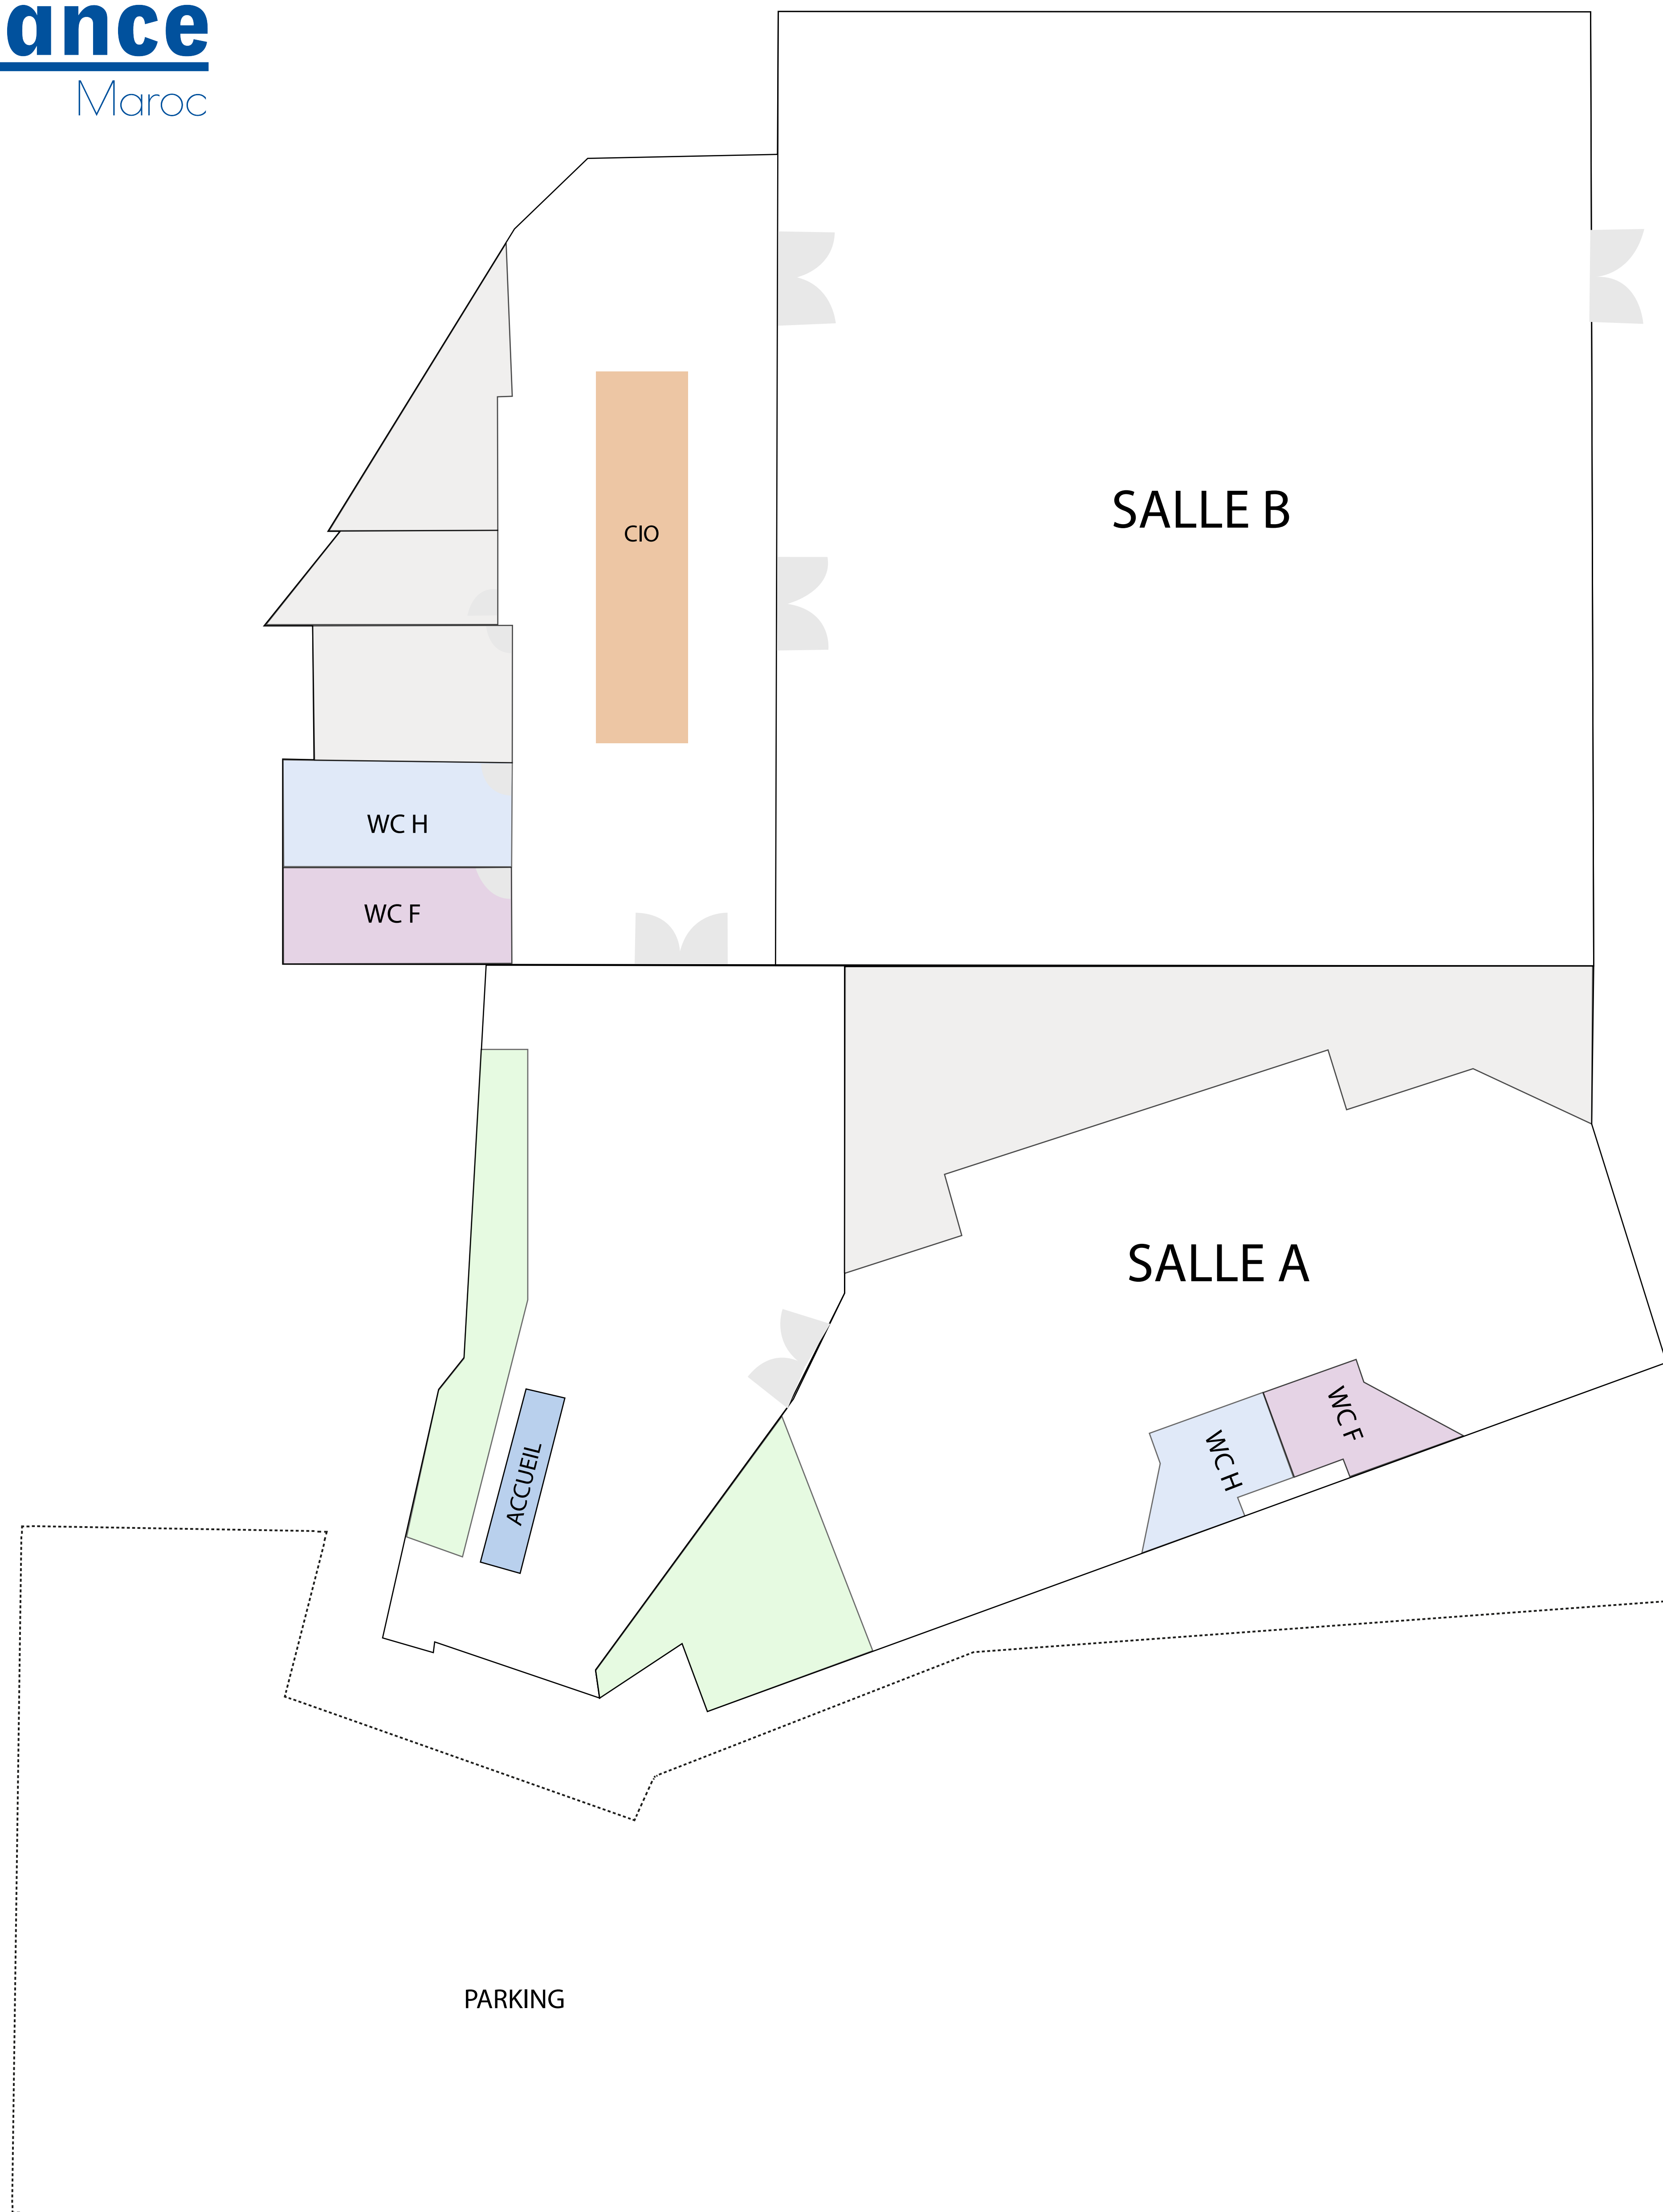 ance
Maroc
SALLE B
CIO
WC H
WC F
SALLE A
WC F
WC H
ACCUEIL
PARKING